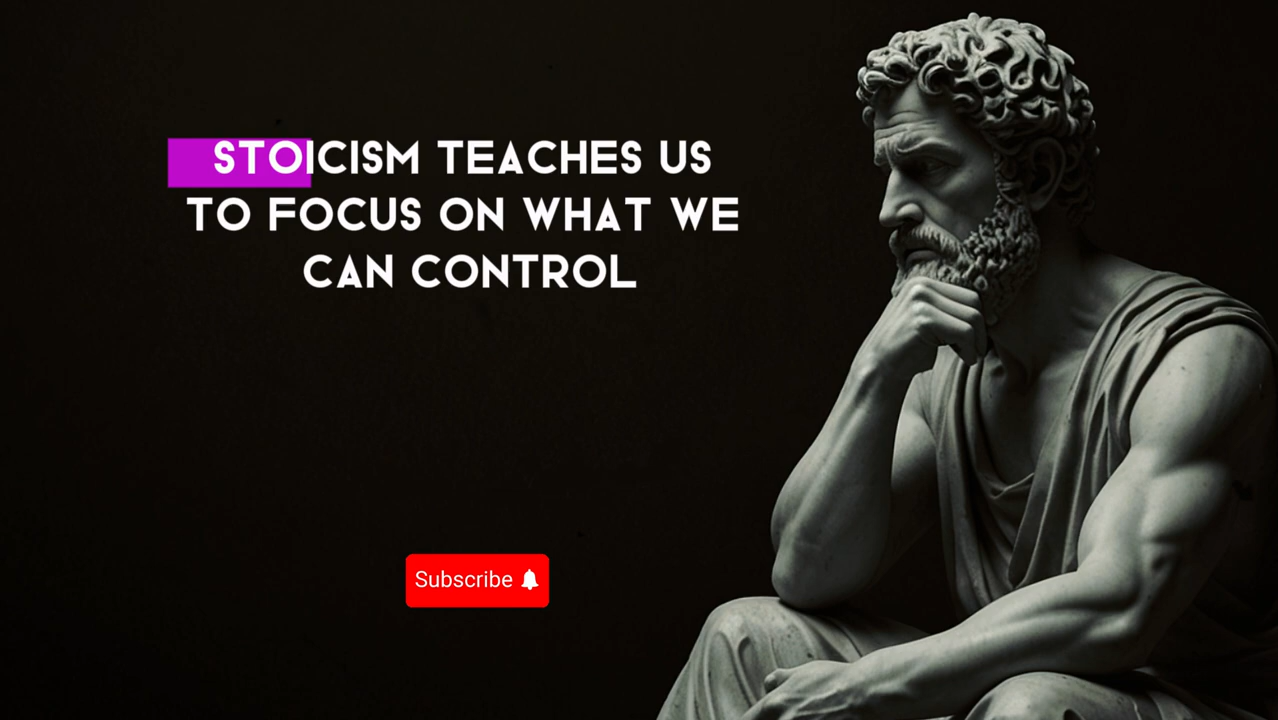 STOICISM TEACHES US
TO FOCUS ON WHAT WE
CAN CONTROL
Subscribe